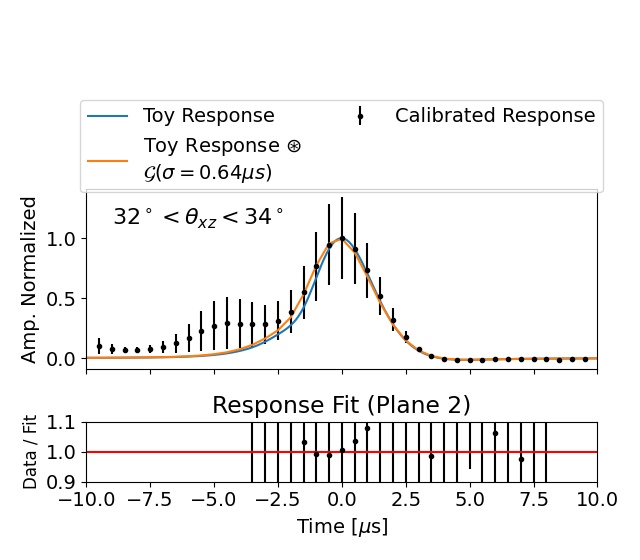 Toy Response
Toy Response ⊛
𝒢(σ = 0.64μs)
Calibrated Response
32° < θxz < 34°
Amp. Normalized
1.0
0.5
0.0
Response Fit (Plane 2)
Data / Fit
1.1
1.0
0.9
−10.0 −7.5 −5.0 −2.5 0.0 2.5 5.0 7.5 10.0
Time [μs]